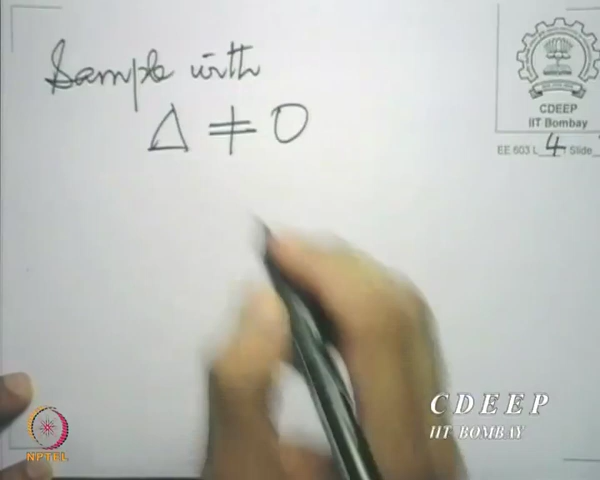 Sample with
Δ ≠ 0
CDEEP
IIT Bombay
EE 603 L 4 / Slide
CDEEP
IIT BOMBAY
NPTEL